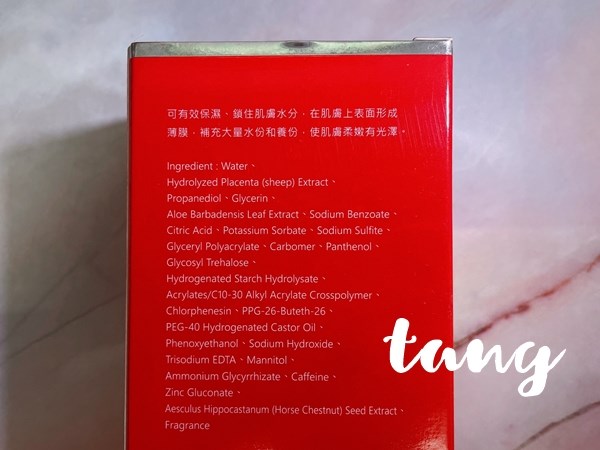 可有效保濕、鎖住肌膚水分，在肌膚上表面形成
薄膜，補充大量水份和養份，使肌膚柔嫩有光澤。
Ingredient : Water、
Hydrolyzed Placenta (sheep) Extract、
Propanediol、Glycerin、
Aloe Barbadensis Leaf Extract、Sodium Benzoate、
Citric Acid、Potassium Sorbate、Sodium Sulfite、
Glyceryl Polyacrylate、Carbomer、Panthenol、
Glycosyl Trehalose、
Hydrogenated Starch Hydrolysate、
Acrylates/C10-30 Alkyl Acrylate Crosspolymer、
Chlorphenesin、PPG-26-Buteth-26、
PEG-40 Hydrogenated Castor Oil、
Phenoxyethanol、Sodium Hydroxide、
Trisodium EDTA、Mannitol、
Ammonium Glycyrrhizate、Caffeine、
Zinc Gluconate、
Aesculus Hippocastanum (Horse Chestnut) Seed Extract、
Fragrance
tang